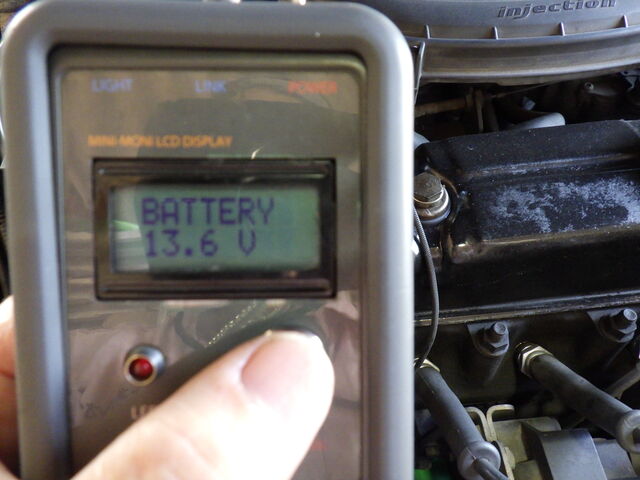 injection
LIGHT LINK POWER
MINI-MONI LCD DISPLAY
BATTERY
13.6 V